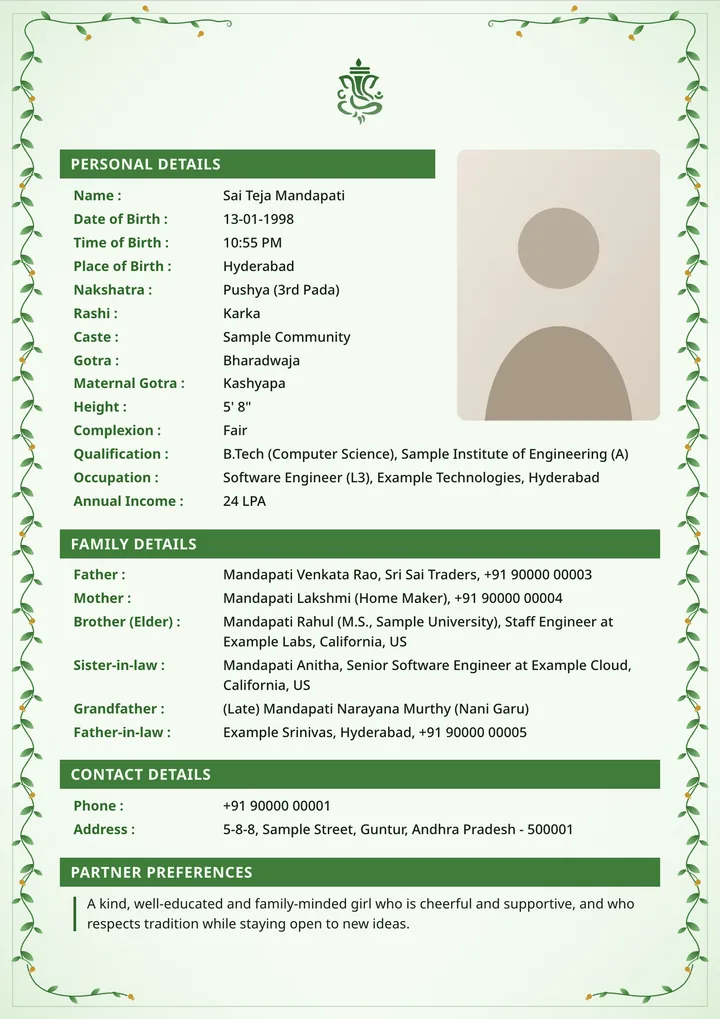 PERSONAL DETAILS
Name : Sai Teja Mandapati
Date of Birth : 13-01-1998
Time of Birth : 10:55 PM
Place of Birth : Hyderabad
Nakshatra : Pushya (3rd Pada)
Rashi : Karka
Caste : Sample Community
Gotra : Bharadwaja
Maternal Gotra : Kashyapa
Height : 5' 8"
Complexion : Fair
Qualification : B.Tech (Computer Science), Sample Institute of Engineering (A)
Occupation : Software Engineer (L3), Example Technologies, Hyderabad
Annual Income : 24 LPA
FAMILY DETAILS
Father : Mandapati Venkata Rao, Sri Sai Traders, +91 90000 00003
Mother : Mandapati Lakshmi (Home Maker), +91 90000 00004
Brother (Elder) : Mandapati Rahul (M.S., Sample University), Staff Engineer at
Example Labs, California, US
Sister-in-law : Mandapati Anitha, Senior Software Engineer at Example Cloud,
California, US
Grandfather : (Late) Mandapati Narayana Murthy (Nani Garu)
Father-in-law : Example Srinivas, Hyderabad, +91 90000 00005
CONTACT DETAILS
Phone : +91 90000 00001
Address : 5-8-8, Sample Street, Guntur, Andhra Pradesh - 500001
PARTNER PREFERENCES
A kind, well-educated and family-minded girl who is cheerful and supportive, and who
respects tradition while staying open to new ideas.